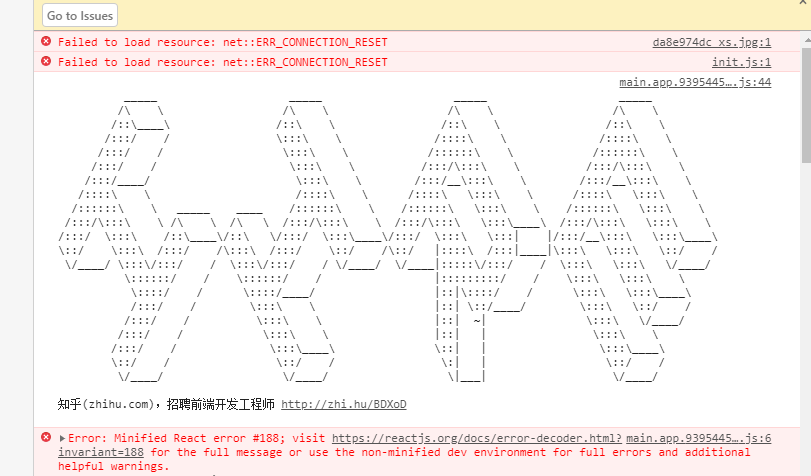 Go to Issues
Failed to load resource: net::ERR_CONNECTION_RESET da8e974dc xs.jpg:1
Failed to load resource: net::ERR_CONNECTION_RESET init.js:1
main.app.9395445….js:44
知乎(zhihu.com)，招聘前端开发工程师 http://zhi.hu/BDXoD
▶Error: Minified React error #188; visit https://reactjs.org/docs/error-decoder.html? main.app.9395445….js:6
invariant=188 for the full message or use the non-minified dev environment for full errors and additional
helpful warnings.